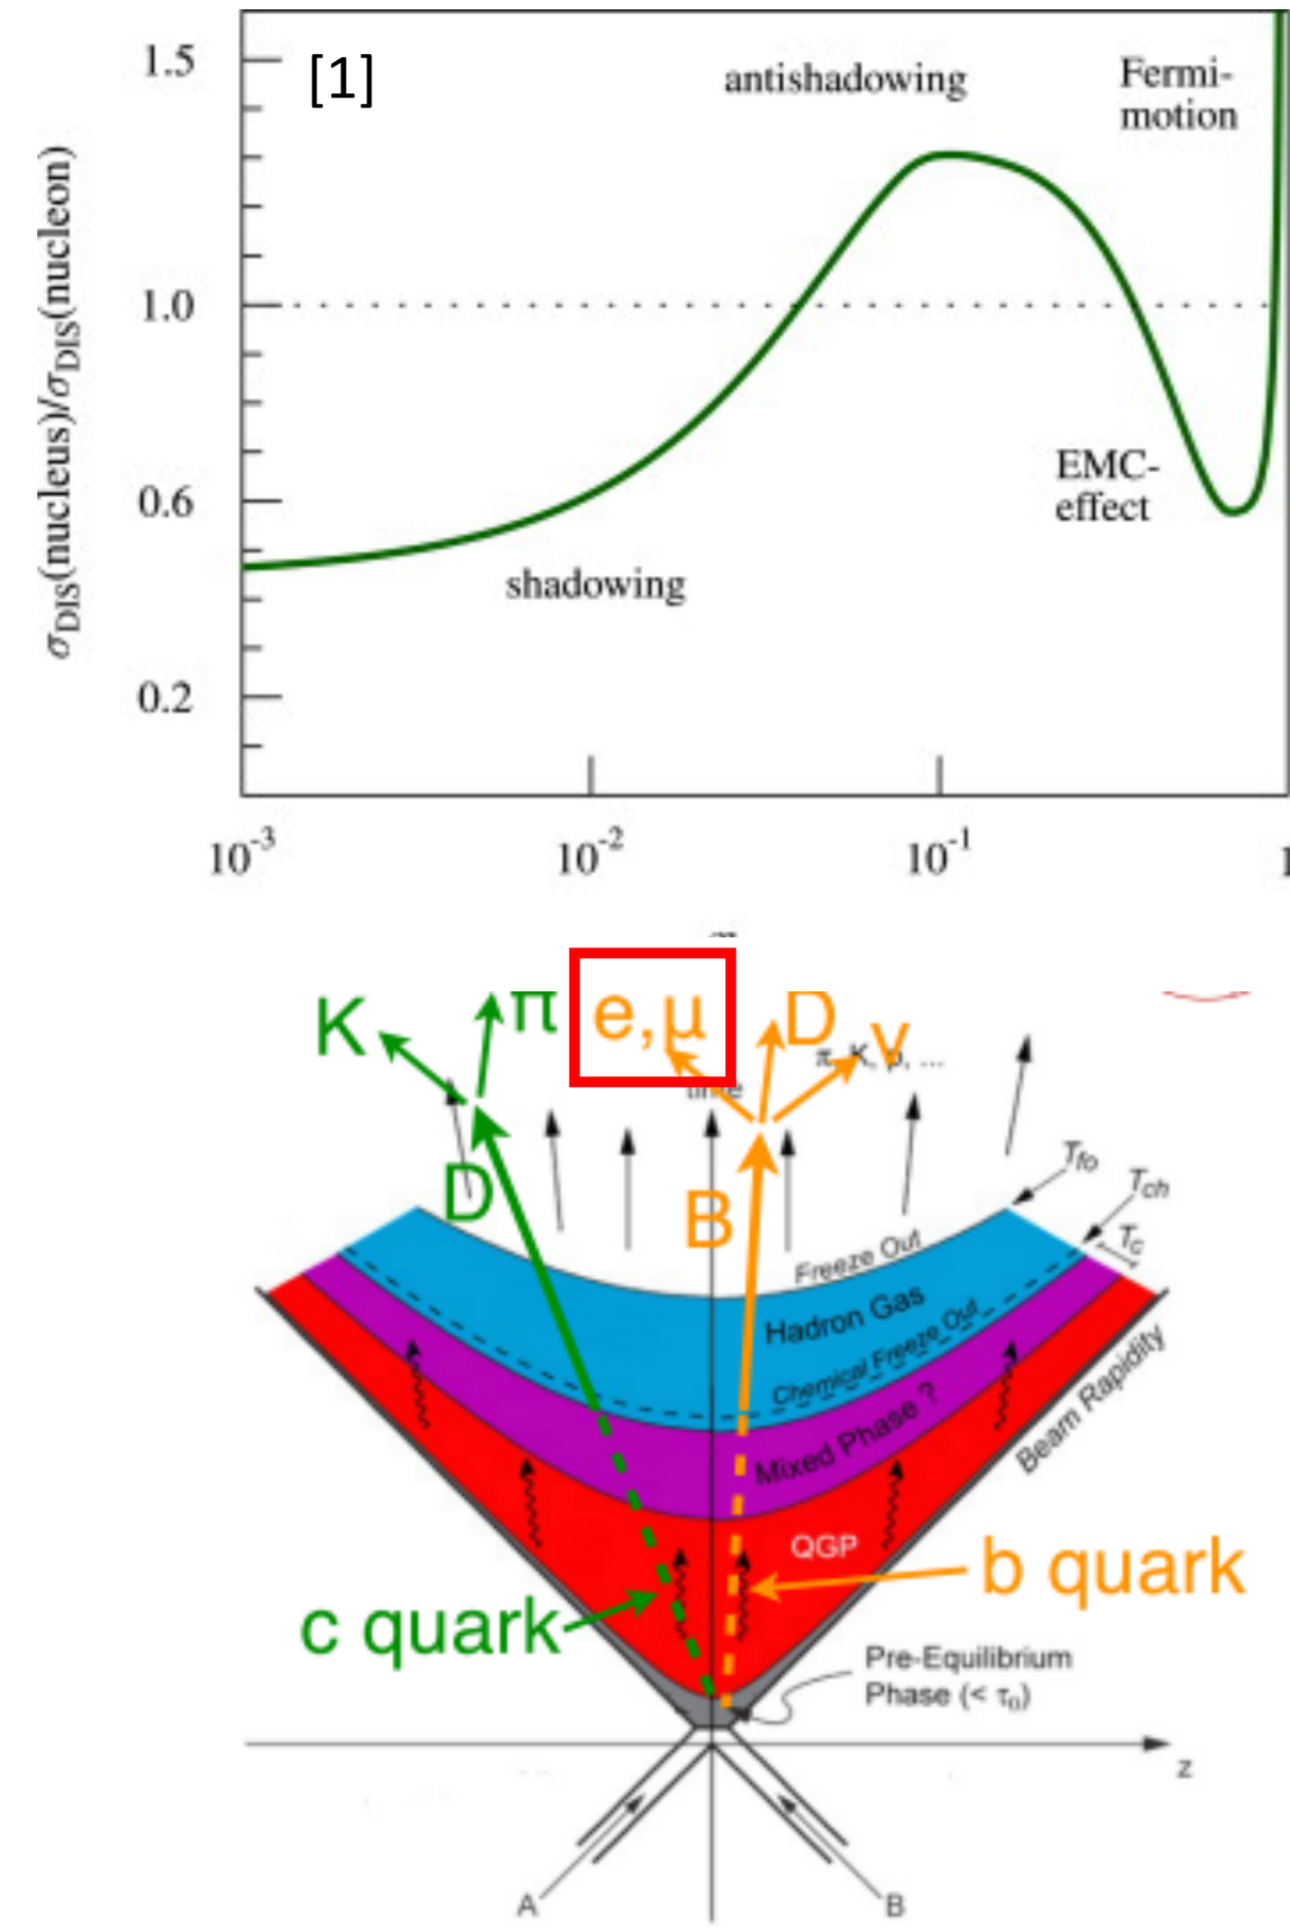 [1]
1.5
antishadowing
Fermi-
motion
σDIS(nucleus)/σDIS(nucleon)
1.0
EMC-
effect
0.6
shadowing
0.2
10-3
10-2
10-1
1
K
π
e,μ
D
ν
π, K, p, ...
time
D
B
Tfo
Tch
Tc
Freeze Out
Hadron Gas
Chemical Freeze Out
Mixed Phase ?
Beam Rapidity
QGP
b quark
c quark
Pre-Equilibrium
Phase (< τ0)
z
A
B